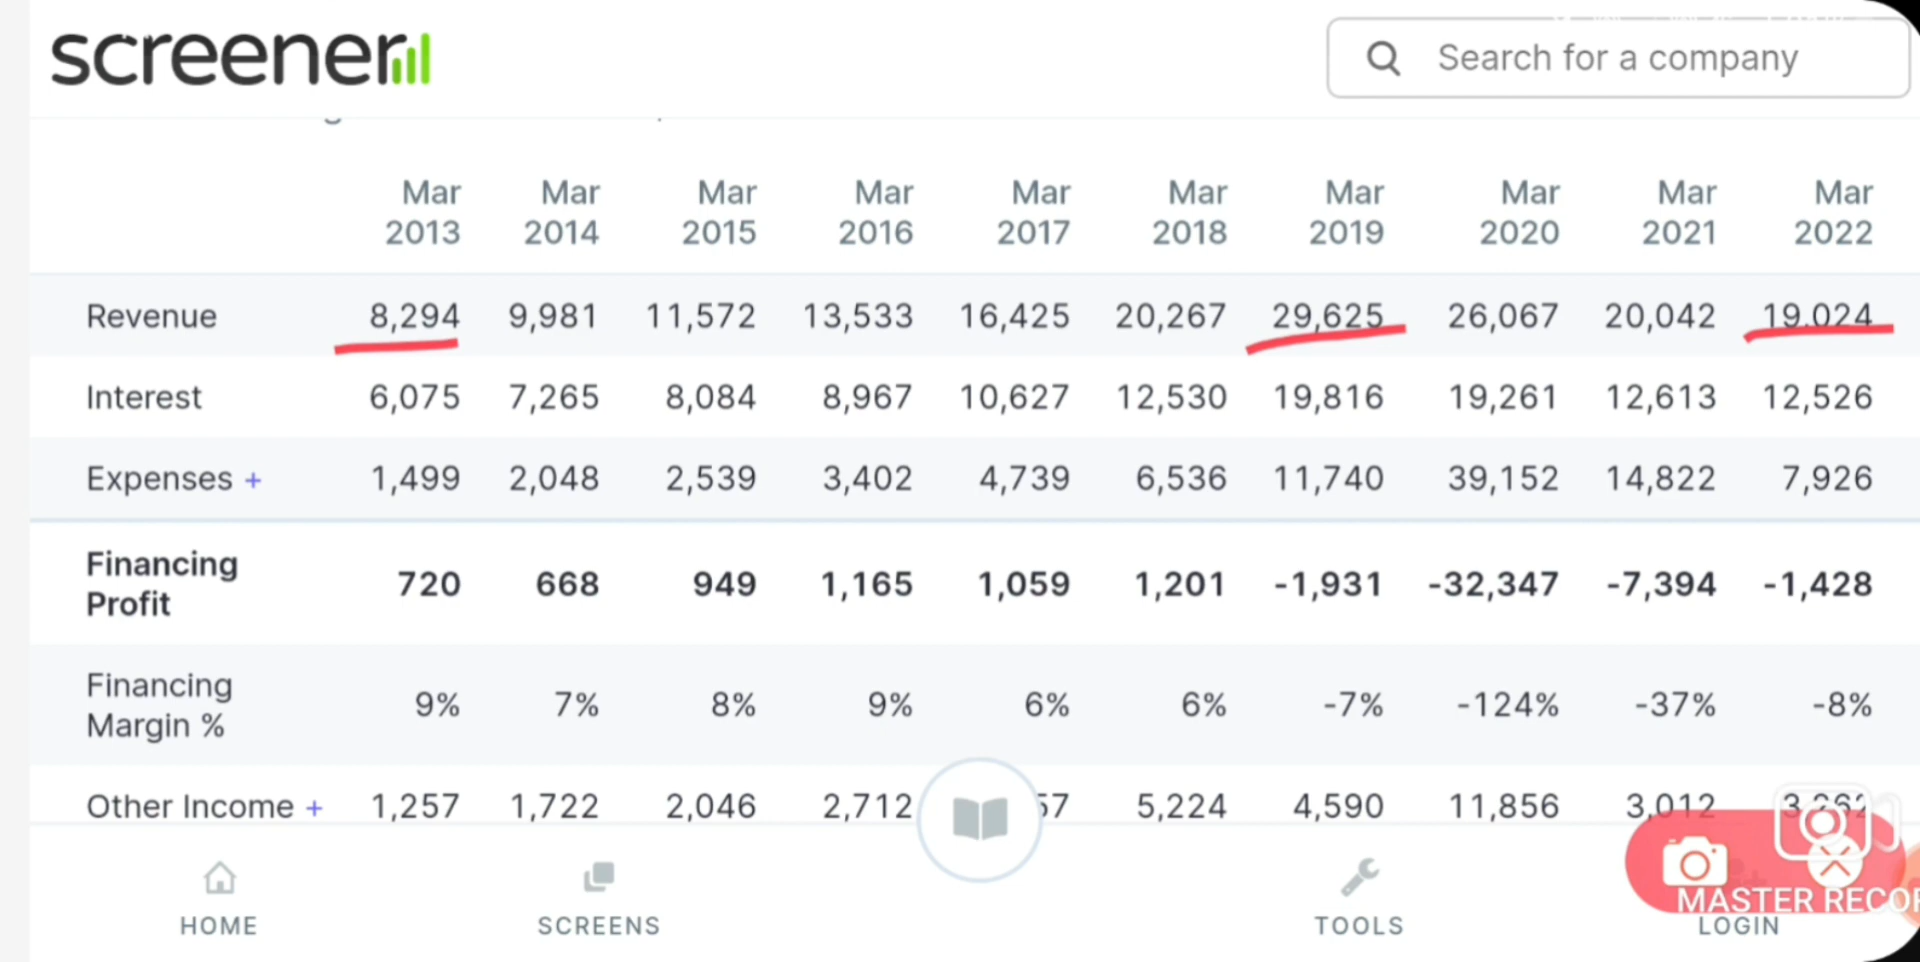 screener
Search for a company
Mar 2013 Mar 2014 Mar 2015 Mar 2016 Mar 2017 Mar 2018 Mar 2019 Mar 2020 Mar 2021 Mar 2022
Revenue 8,294 9,981 11,572 13,533 16,425 20,267 29,625 26,067 20,042 19,024
Interest 6,075 7,265 8,084 8,967 10,627 12,530 19,816 19,261 12,613 12,526
Expenses + 1,499 2,048 2,539 3,402 4,739 6,536 11,740 39,152 14,822 7,926
Financing Profit 720 668 949 1,165 1,059 1,201 -1,931 -32,347 -7,394 -1,428
Financing Margin % 9% 7% 8% 9% 6% 6% -7% -124% -37% -8%
Other Income + 1,257 1,722 2,046 2,712 57 5,224 4,590 11,856 3,012
MASTER RECOR
HOME SCREENS TOOLS LOGIN